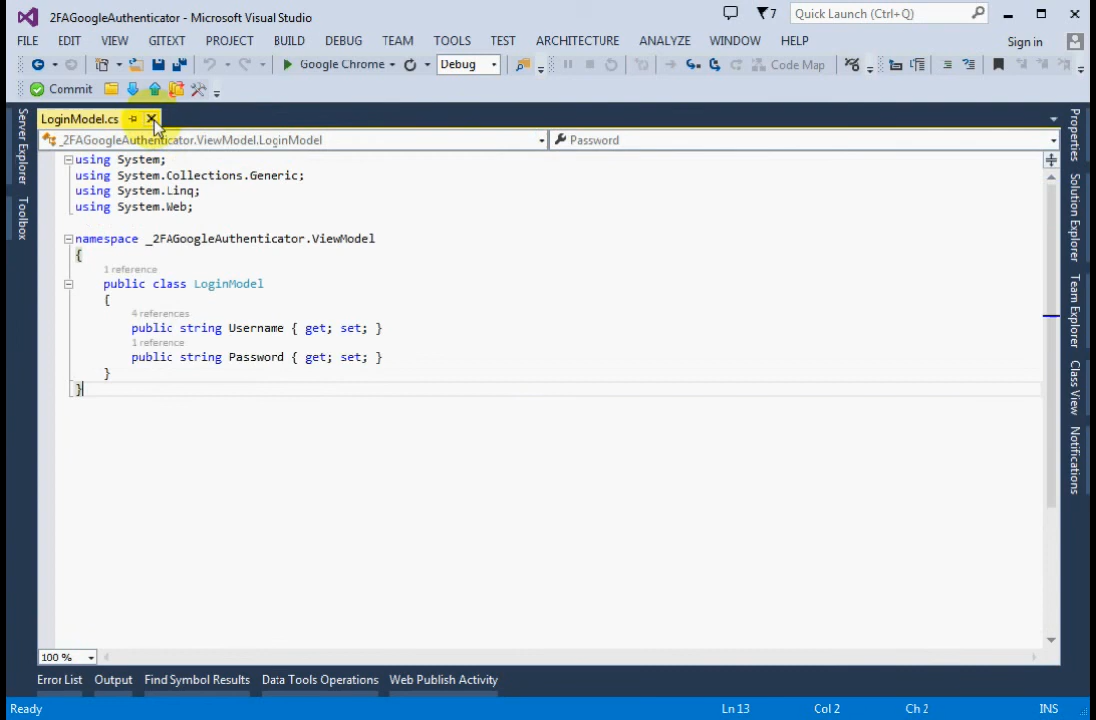 2FAGoogleAuthenticator - Microsoft Visual Studio
7
Quick Launch (Ctrl+Q)
FILE EDIT VIEW GITEXT PROJECT BUILD DEBUG TEAM TOOLS TEST ARCHITECTURE ANALYZE WINDOW HELP Sign in
Google Chrome Debug Code Map
Commit
LoginModel.cs
_2FAGoogleAuthenticator.ViewModel.LoginModel Password
Server Explorer
Toolbox
using System;
using System.Collections.Generic;
using System.Linq;
using System.Web;
namespace _2FAGoogleAuthenticator.ViewModel
{
1 reference
public class LoginModel
{
4 references
public string Username { get; set; }
1 reference
public string Password { get; set; }
}
}
Properties
Solution Explorer
Team Explorer
Class View
Notifications
100 %
Error List Output Find Symbol Results Data Tools Operations Web Publish Activity
Ready Ln 13 Col 2 Ch 2 INS